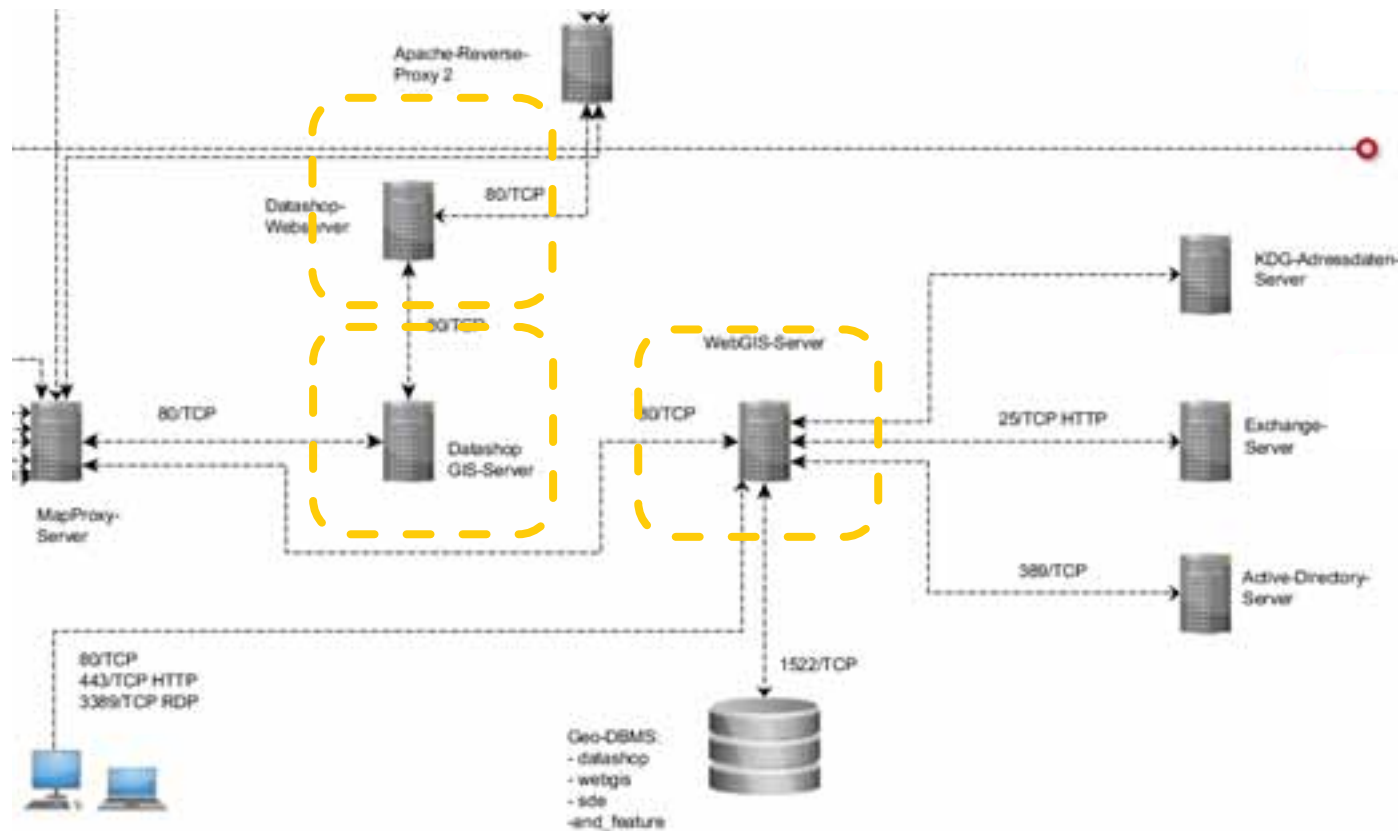 Apache-Reverse-
Proxy 2
80/TCP
Datashop-
Webserver
KDG-Adressdaten-
Server
80/TCP
WebGIS-Server
80/TCP
80/TCP
25/TCP HTTP
Exchange-
Server
Datashop
GIS-Server
MapProxy-
Server
389/TCP
Active-Directory-
Server
80/TCP
443/TCP HTTP
3389/TCP RDP
1522/TCP
Geo-DBMS:
- datashop
- webgis
- sde
-and_feature